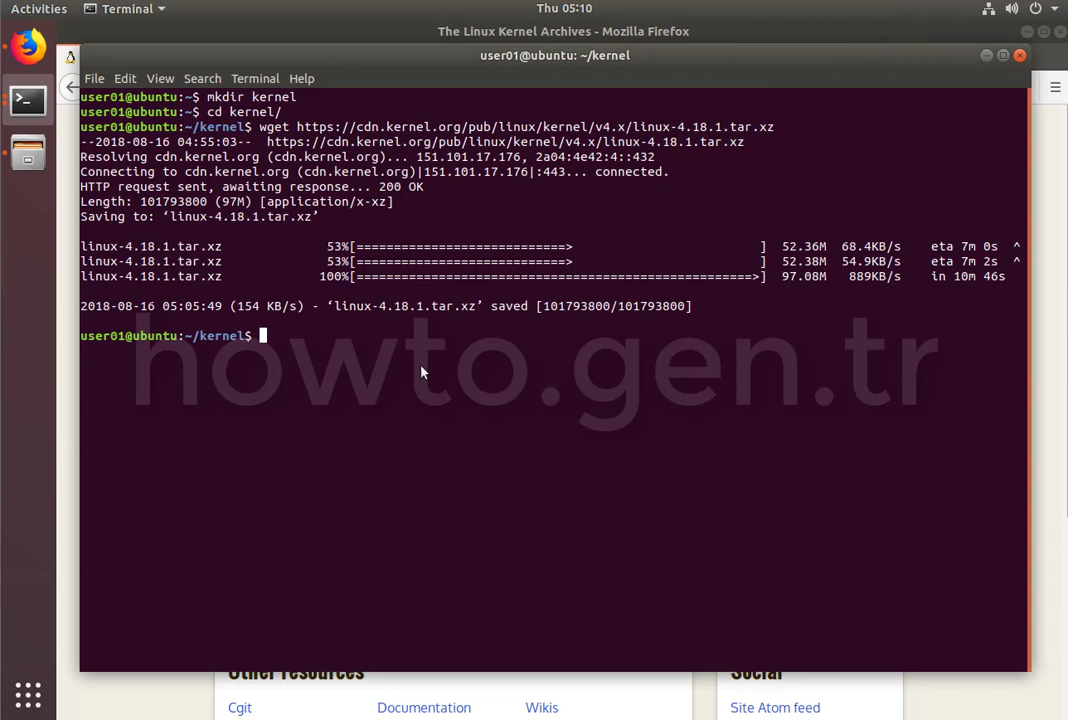 Activities Terminal Thu 05:10
The Linux Kernel Archives - Mozilla Firefox
user01@ubuntu: ~/kernel
File Edit View Search Terminal Help
user01@ubuntu:~$ mkdir kernel
user01@ubuntu:~$ cd kernel/
user01@ubuntu:~/kernel$ wget https://cdn.kernel.org/pub/linux/kernel/v4.x/linux-4.18.1.tar.xz
--2018-08-16 04:55:03-- https://cdn.kernel.org/pub/linux/kernel/v4.x/linux-4.18.1.tar.xz
Resolving cdn.kernel.org (cdn.kernel.org)... 151.101.17.176, 2a04:4e42:4::432
Connecting to cdn.kernel.org (cdn.kernel.org)|151.101.17.176|:443... connected.
HTTP request sent, awaiting response... 200 OK
Length: 101793800 (97M) [application/x-xz]
Saving to: ‘linux-4.18.1.tar.xz’
linux-4.18.1.tar.xz 53%[============================> ] 52.36M 68.4KB/s eta 7m 0s ^
linux-4.18.1.tar.xz 53%[============================> ] 52.38M 54.9KB/s eta 7m 2s ^
linux-4.18.1.tar.xz 100%[=====================================================>] 97.08M 889KB/s in 10m 46s
2018-08-16 05:05:49 (154 KB/s) - ‘linux-4.18.1.tar.xz’ saved [101793800/101793800]
user01@ubuntu:~/kernel$
howto.gen.tr
Other resources Social
Cgit Documentation Wikis Site Atom feed